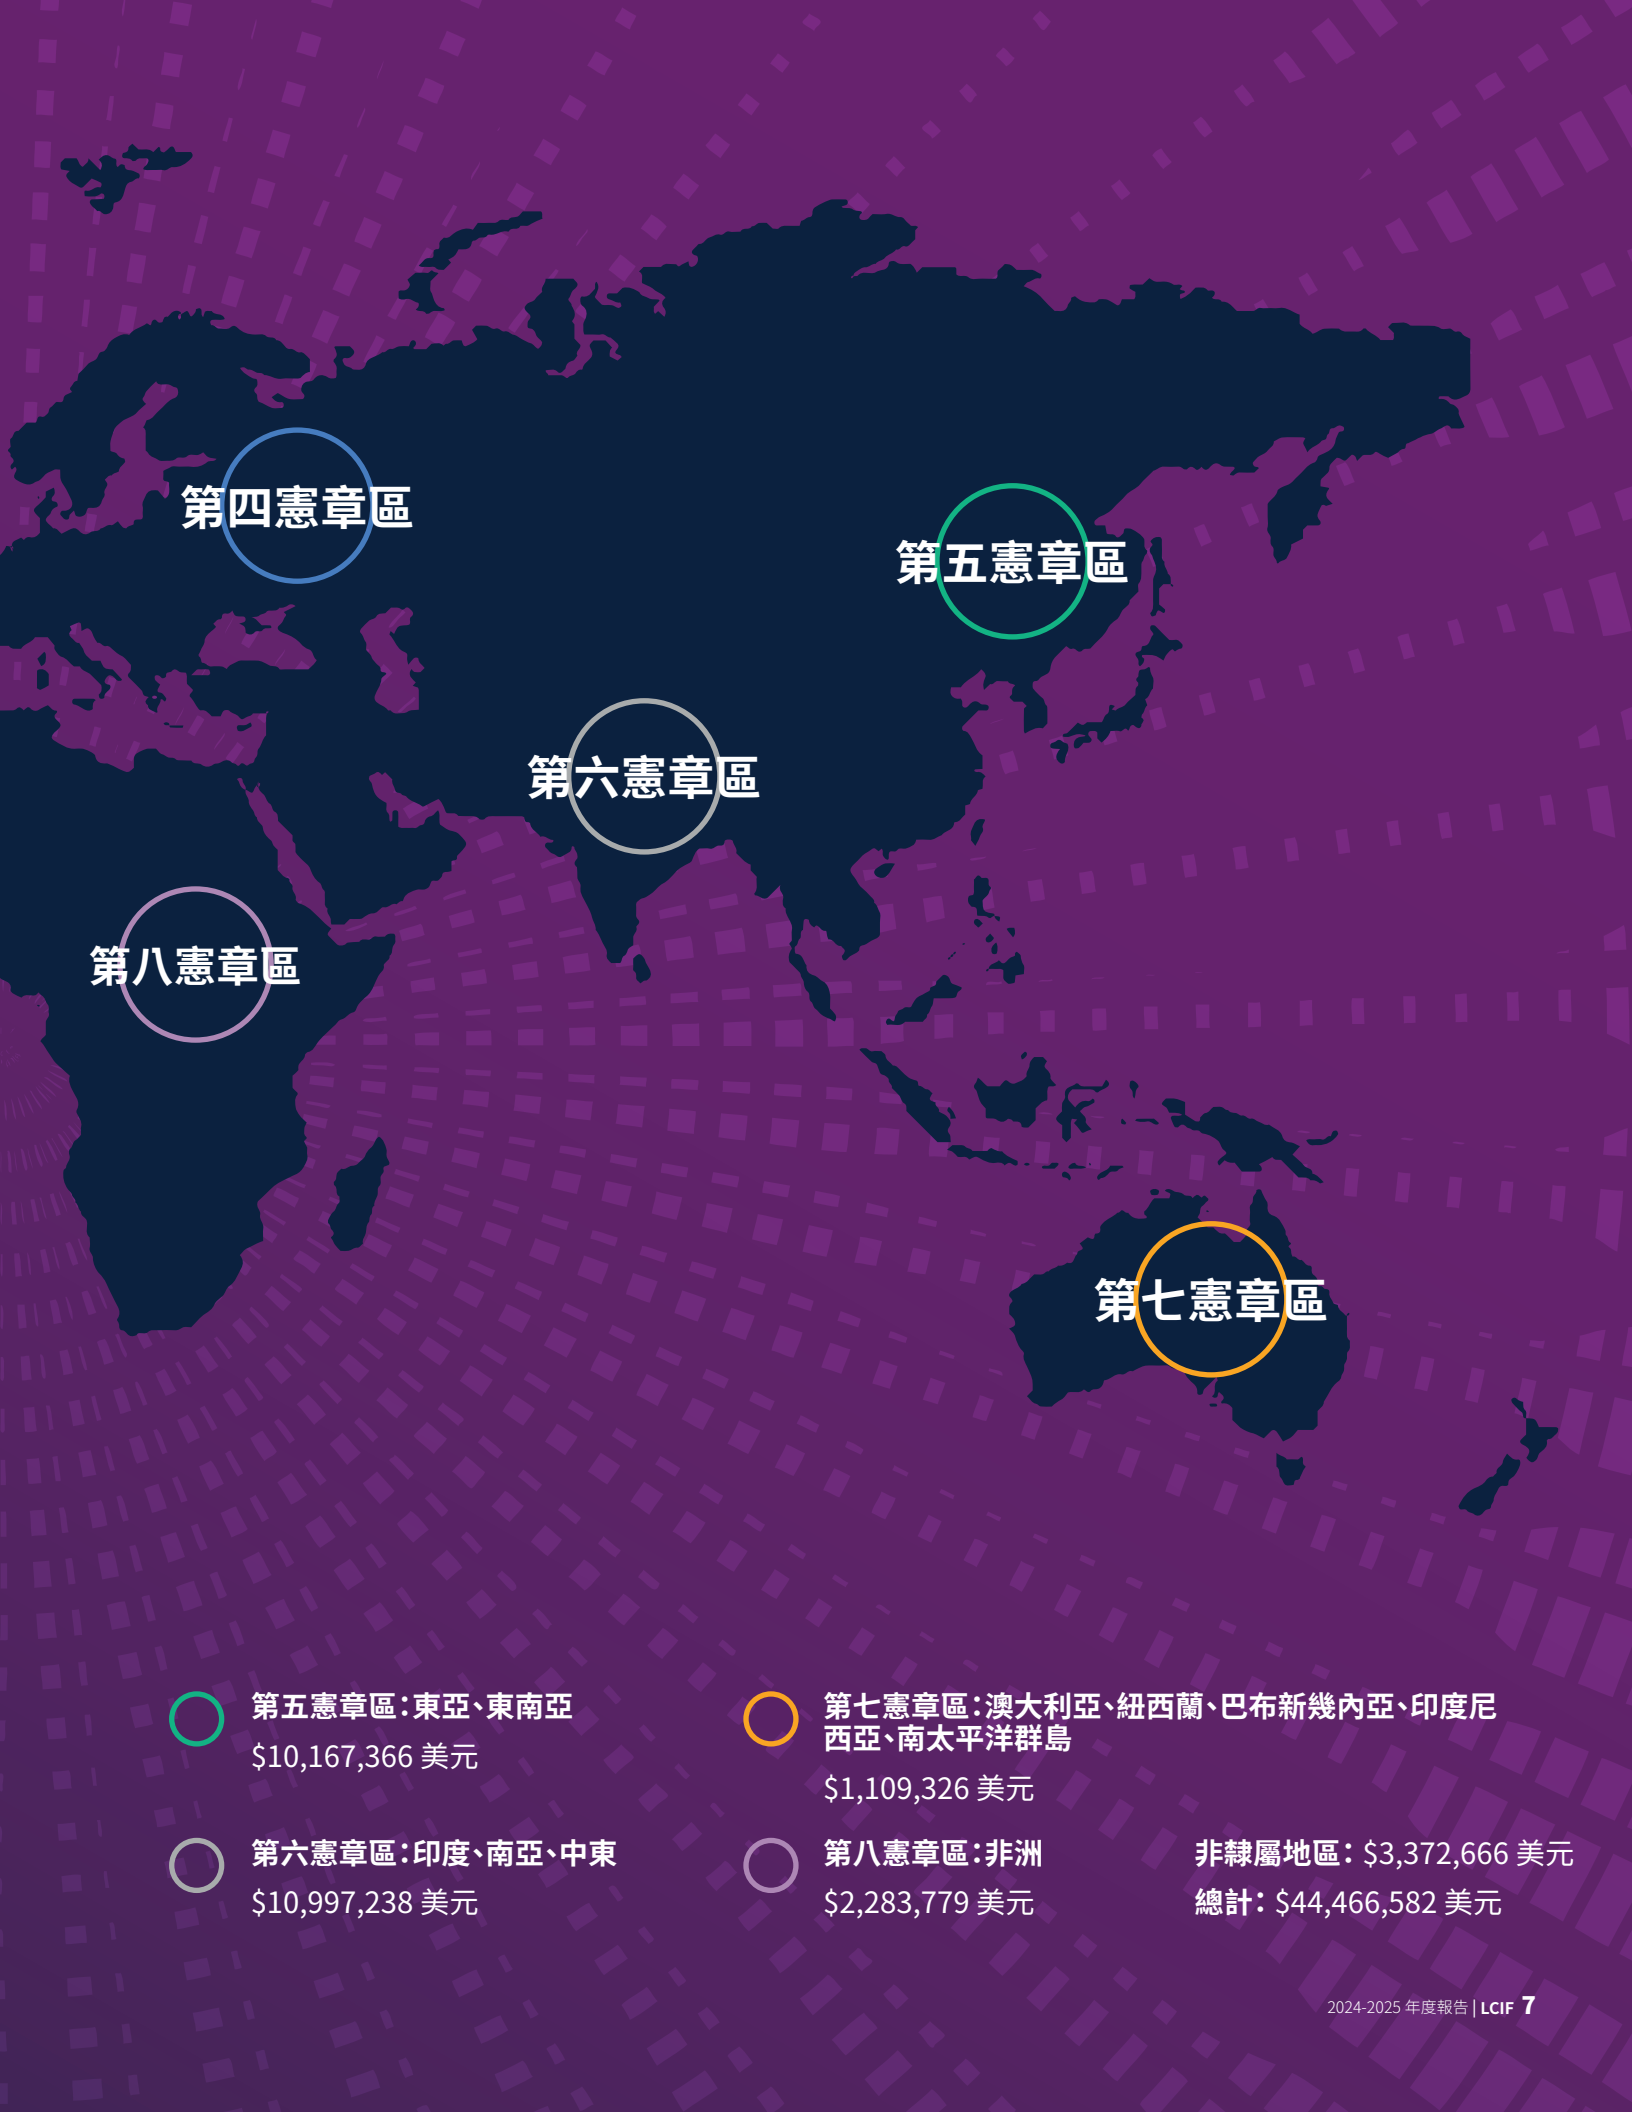 第四憲章區
第五憲章區
第六憲章區
第八憲章區
第七憲章區
第五憲章區：東亞、東南亞
$10,167,366 美元
第七憲章區：澳大利亞、紐西蘭、巴布新幾內亞、印度尼
西亞、南太平洋群島
$1,109,326 美元
第六憲章區：印度、南亞、中東
$10,997,238 美元
第八憲章區：非洲
$2,283,779 美元
非隸屬地區： $3,372,666 美元
總計： $44,466,582 美元
2024-2025 年度報告 | LCIF 7